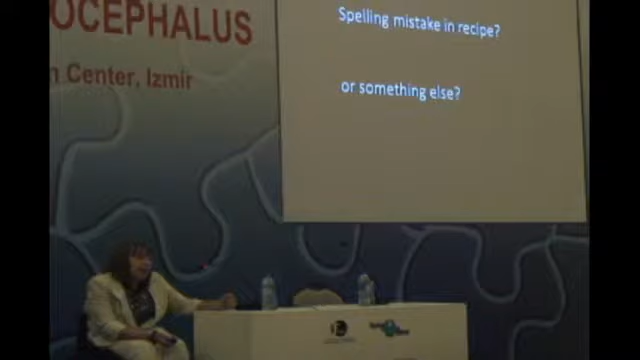 OCEPHALUS
n Center, Izmir
Spelling mistake in recipe?
or something else?